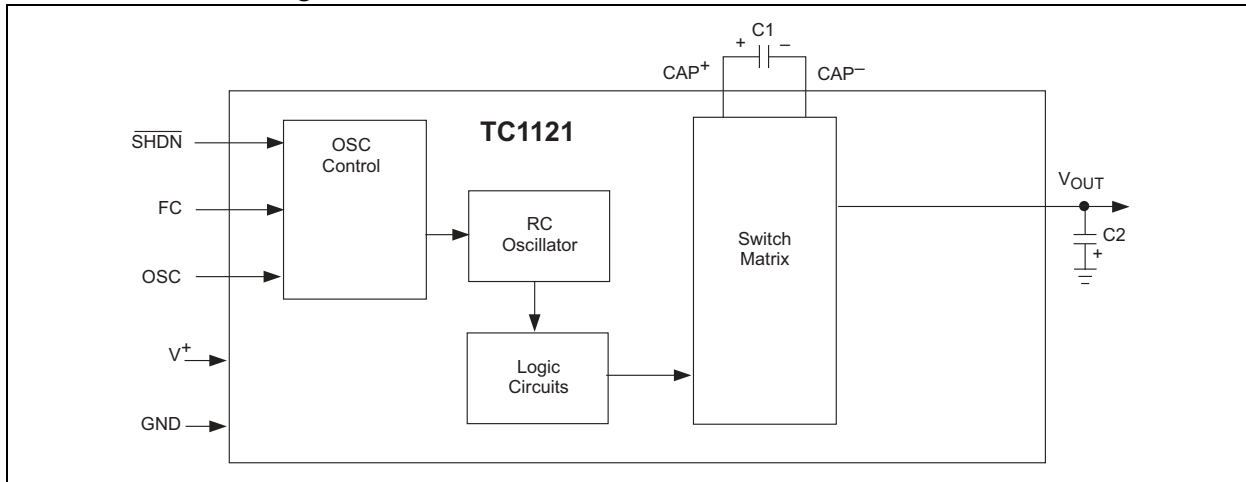 C1
+ –
CAP+ CAP–
TC1121
SHDN
OSC
Control
FC
RC
Oscillator
OSC
Switch
Matrix
VOUT
C2
+
V+
Logic
Circuits
GND